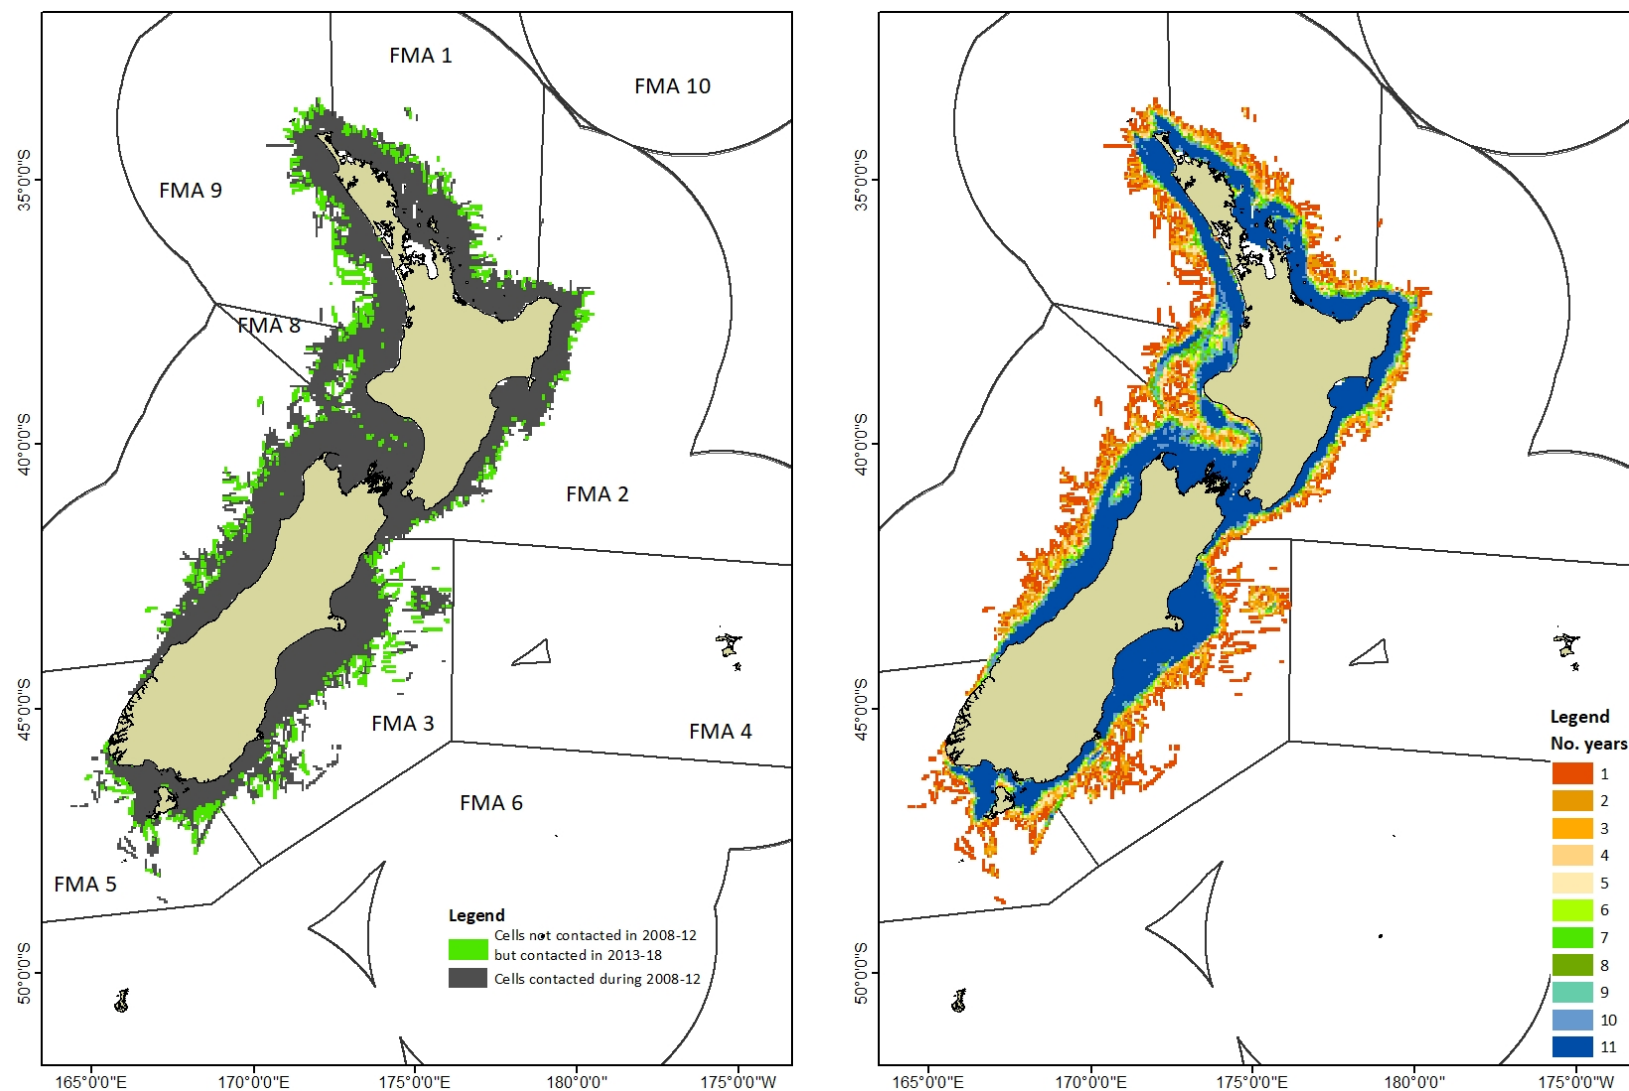 FMA 1
FMA 10
FMA 9
FMA 8
FMA 2
FMA 3
FMA 4
FMA 6
FMA 5
35°0'0"S
40°0'0"S
45°0'0"S
50°0'0"S
165°0'0"E
170°0'0"E
175°0'0"E
180°0'0"
175°0'0"W
Legend
Cells not contacted in 2008-12
but contacted in 2013-18
Cells contacted during 2008-12
35°0'0"S
40°0'0"S
45°0'0"S
50°0'0"S
165°0'0"E
170°0'0"E
175°0'0"E
180°0'0"
175°0'0"W
Legend
No. years
1
2
3
4
5
6
7
8
9
10
11